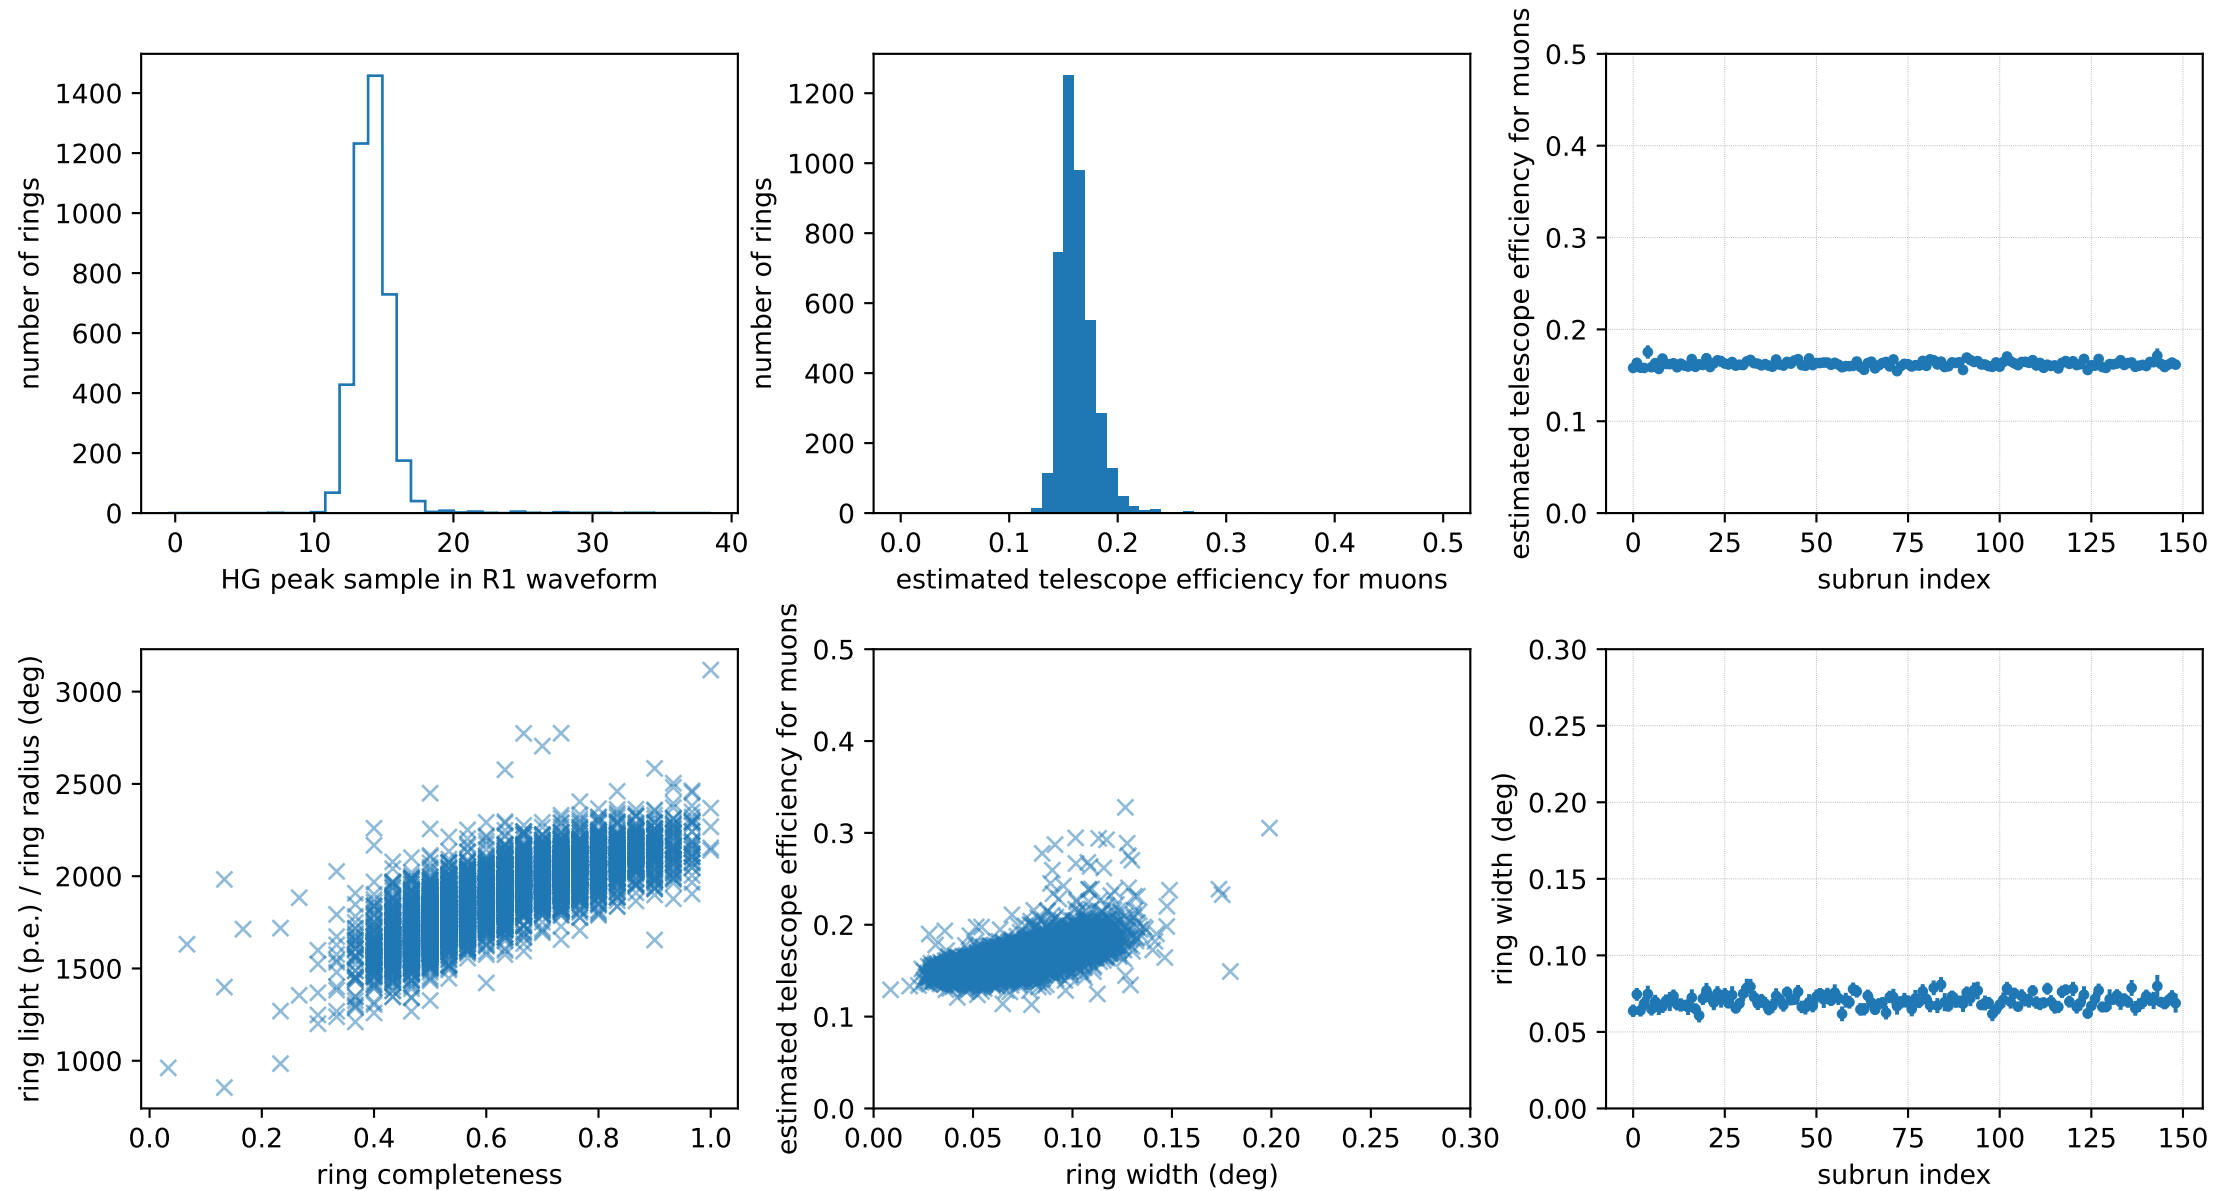 number of rings
1400
1200
1000
800
600
400
200
0
0 10 20 30 40
HG peak sample in R1 waveform
number of rings
1200
1000
800
600
400
200
0
0.0 0.1 0.2 0.3 0.4 0.5
estimated telescope efficiency for muons
estimated telescope efficiency for muons
0.5
0.4
0.3
0.2
0.1
0.0
0 25 50 75 100 125 150
subrun index
ring light (p.e.) / ring radius (deg)
3000
2500
2000
1500
1000
0.0 0.2 0.4 0.6 0.8 1.0
ring completeness
estimated telescope efficiency for muons
0.5
0.4
0.3
0.2
0.1
0.0
0.00 0.05 0.10 0.15 0.20 0.25 0.30
ring width (deg)
ring width (deg)
0.30
0.25
0.20
0.15
0.10
0.05
0.00
0 25 50 75 100 125 150
subrun index